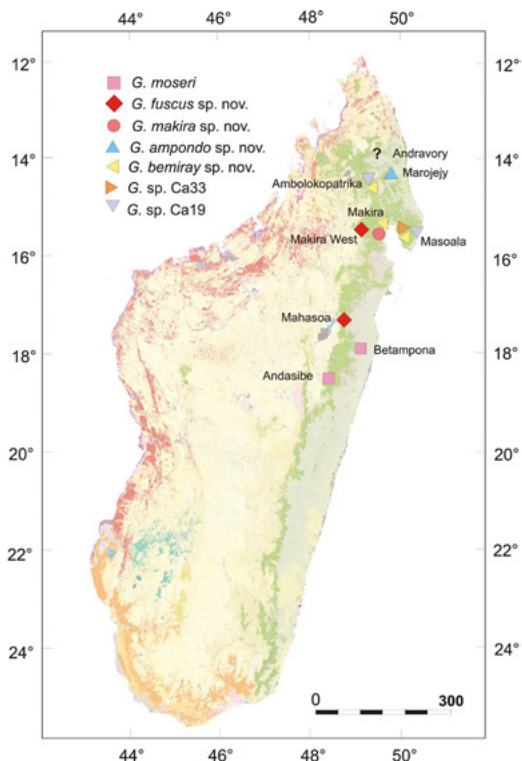 44° 46° 48° 50°
12° 12°
G. moseri
G. fuscus sp. nov.
G. makira sp. nov.
G. ampondo sp. nov.
G. bemiray sp. nov.
G. sp. Ca33
G. sp. Ca19
?
Andravory
14° 14°
Marojejy
Ambolokopatrika
Makira
Makira West
Masoala
16° 16°
Mahasoa
Betampona
18° 18°
Andasibe
20° 20°
22° 22°
24° 24°
0 300
44° 46° 48° 50°